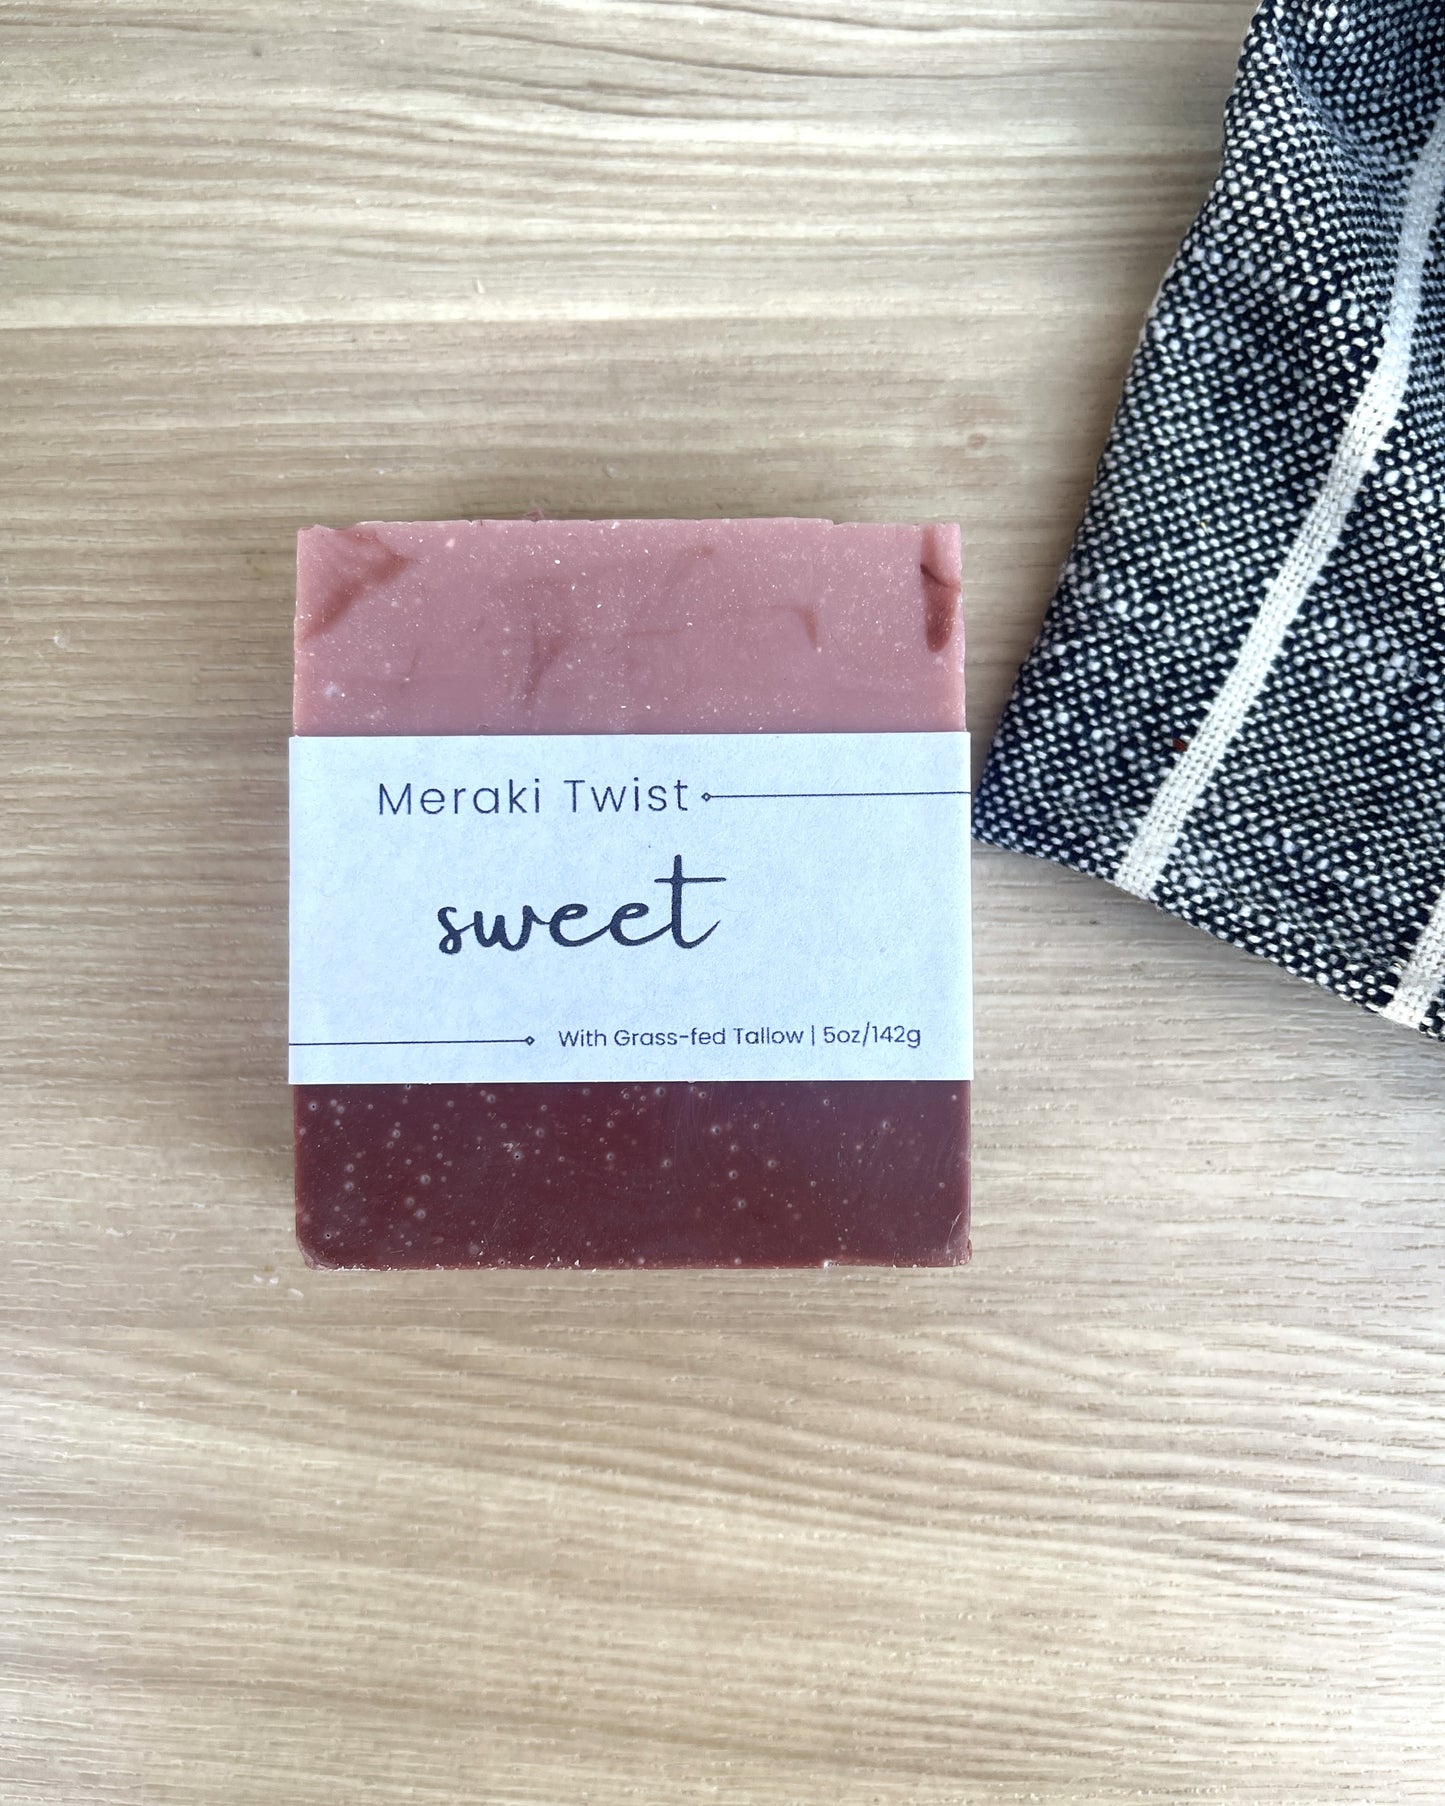 Meraki Twist
sweet
With Grass-fed Tallow | 5oz/142g